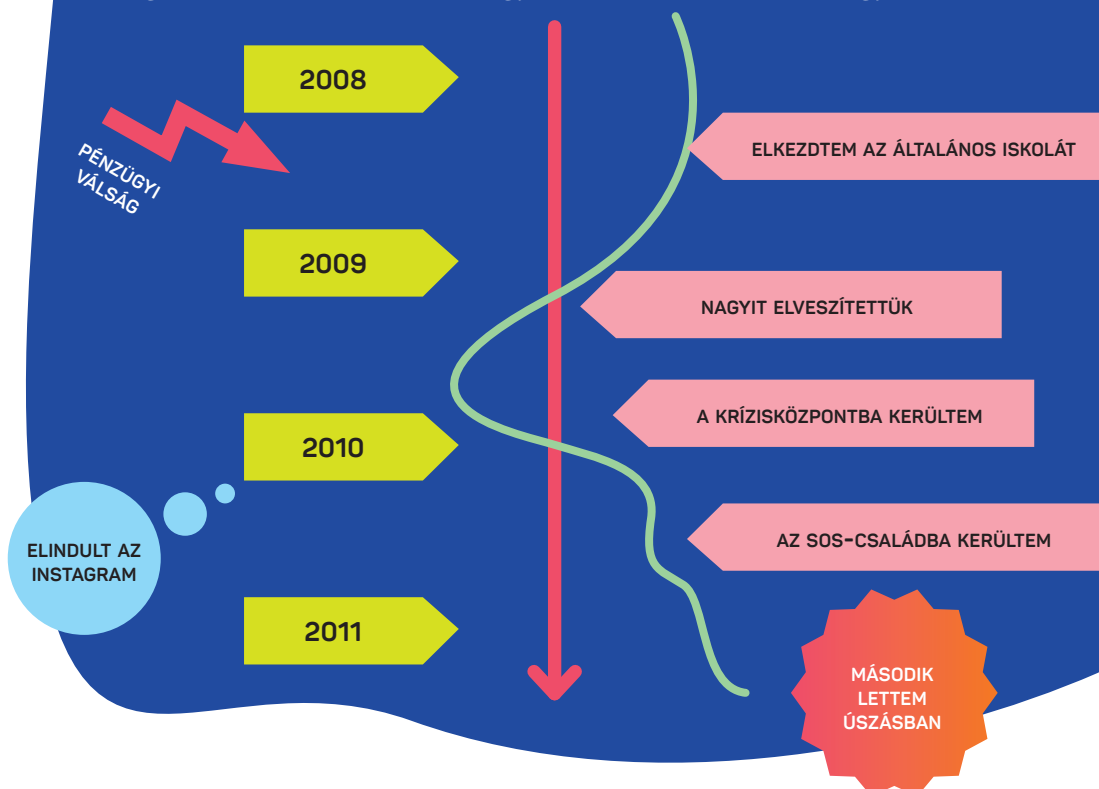 2008
PÉNZÜGYI
VÁLSÁG
ELKEZDTEM AZ ÁLTALÁNOS ISKOLÁT
2009
NAGYIT ELVESZÍTETTÜK
A KRÍZISKÖZPONTBA KERÜLTEM
2010
ELINDULT AZ
INSTAGRAM
AZ SOS-CSALÁDBA KERÜLTEM
2011
MÁSODIK
LETTEM
ÚSZÁSBAN